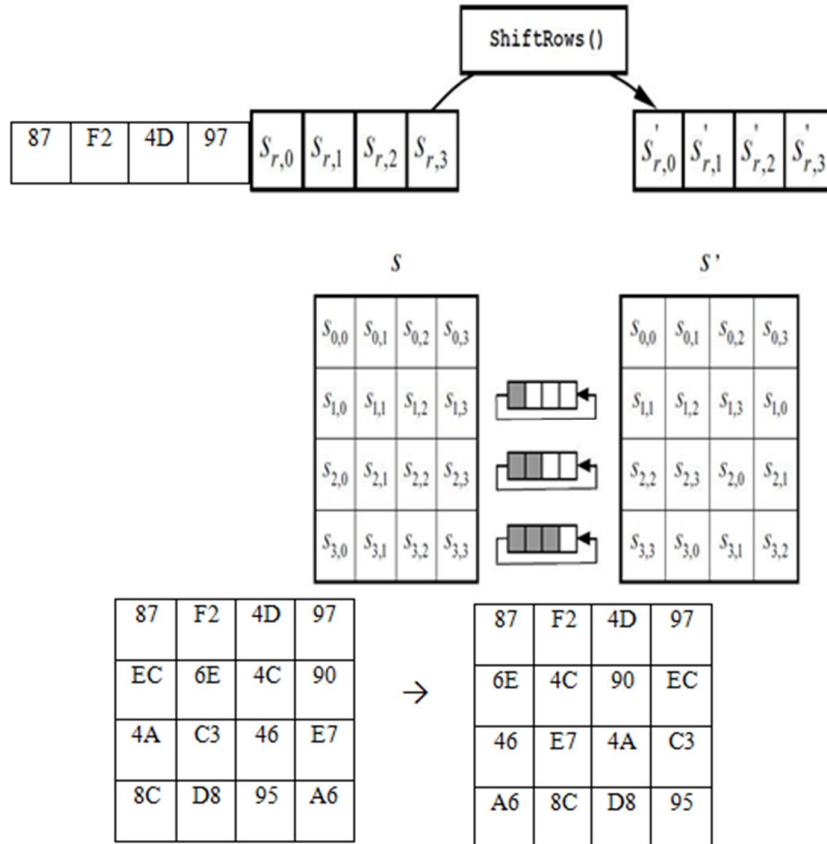 ShiftRows()
87 F2 4D 97 S_{r,0} S_{r,1} S_{r,2} S_{r,3} S'_{r,0} S'_{r,1} S'_{r,2} S'_{r,3}
S S'
S_{0,0} S_{0,1} S_{0,2} S_{0,3} S_{0,0} S_{0,1} S_{0,2} S_{0,3}
S_{1,0} S_{1,1} S_{1,2} S_{1,3} S_{1,1} S_{1,2} S_{1,3} S_{1,0}
S_{2,0} S_{2,1} S_{2,2} S_{2,3} S_{2,2} S_{2,3} S_{2,0} S_{2,1}
S_{3,0} S_{3,1} S_{3,2} S_{3,3} S_{3,3} S_{3,0} S_{3,1} S_{3,2}
87 F2 4D 97 87 F2 4D 97
EC 6E 4C 90 → 6E 4C 90 EC
4A C3 46 E7 46 E7 4A C3
8C D8 95 A6 A6 8C D8 95